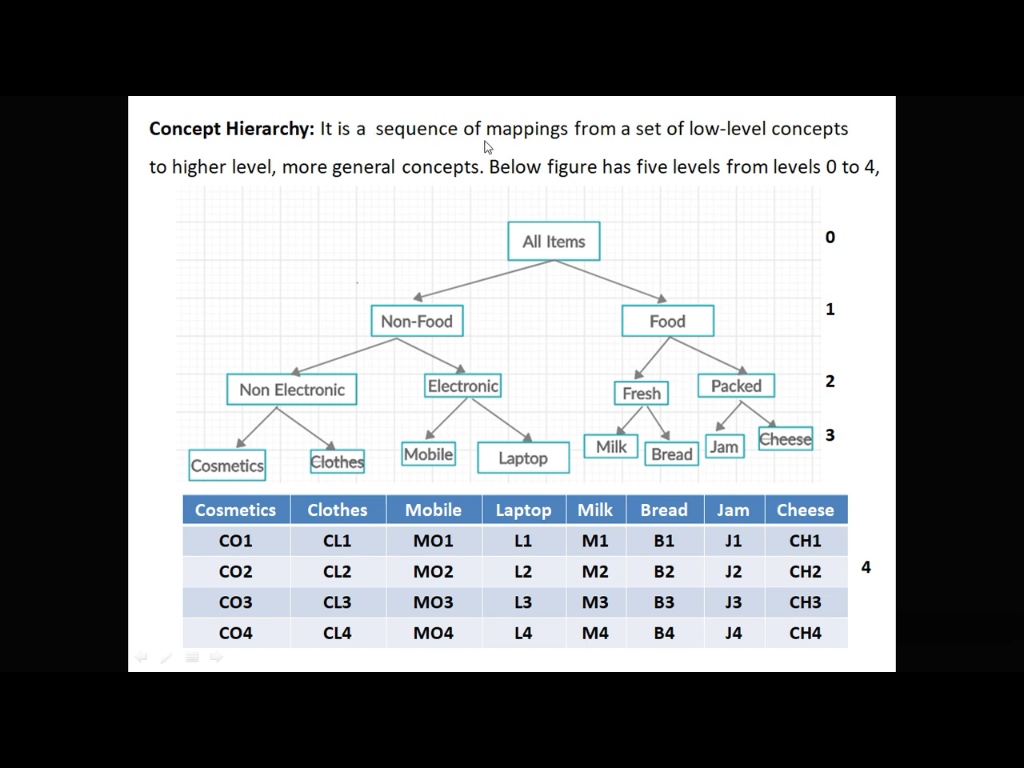 Concept Hierarchy: It is a sequence of mappings from a set of low-level concepts
to higher level, more general concepts. Below figure has five levels from levels 0 to 4,
All Items 0
Non-Food Food 1
Non Electronic Electronic Fresh Packed 2
Cosmetics Clothes Mobile Laptop Milk Bread Jam Cheese 3
Cosmetics Clothes Mobile Laptop Milk Bread Jam Cheese
CO1 CL1 MO1 L1 M1 B1 J1 CH1
CO2 CL2 MO2 L2 M2 B2 J2 CH2 4
CO3 CL3 MO3 L3 M3 B3 J3 CH3
CO4 CL4 MO4 L4 M4 B4 J4 CH4